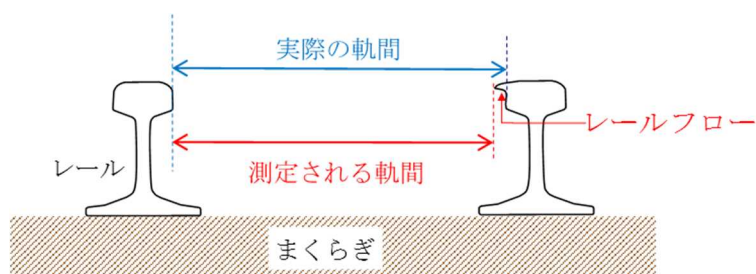 実際の軌間
レールフロー
レール
測定される軌間
まくらぎ